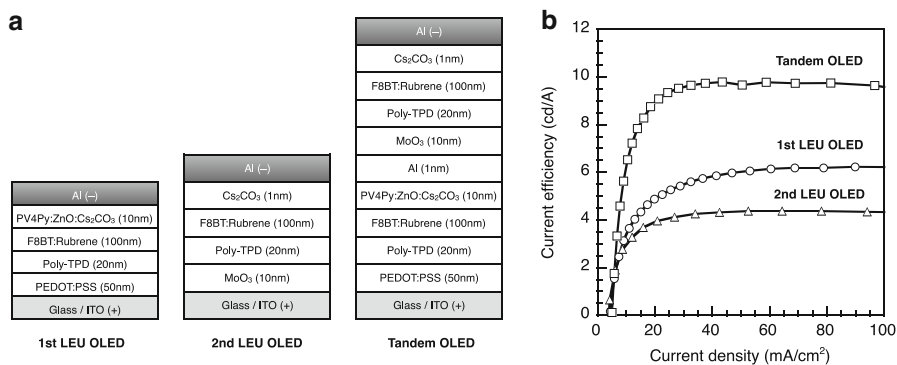 a
Al (–)
PV4Py:ZnO:Cs₂CO₃ (10nm)
F8BT:Rubrene (100nm)
Poly-TPD (20nm)
PEDOT:PSS (50nm)
Glass / ITO (+)
1st LEU OLED
Al (–)
Cs₂CO₃ (1nm)
F8BT:Rubrene (100nm)
Poly-TPD (20nm)
MoO₃ (10nm)
Glass / ITO (+)
2nd LEU OLED
Al (–)
Cs₂CO₃ (1nm)
F8BT:Rubrene (100nm)
Poly-TPD (20nm)
MoO₃ (10nm)
Al (1nm)
PV4Py:ZnO:Cs₂CO₃ (10nm)
F8BT:Rubrene (100nm)
Poly-TPD (20nm)
PEDOT:PSS (50nm)
Glass / ITO (+)
Tandem OLED
b
Current efficiency (cd/A)
12
10
8
6
4
2
0
Tandem OLED
1st LEU OLED
2nd LEU OLED
0 20 40 60 80 100
Current density (mA/cm²)